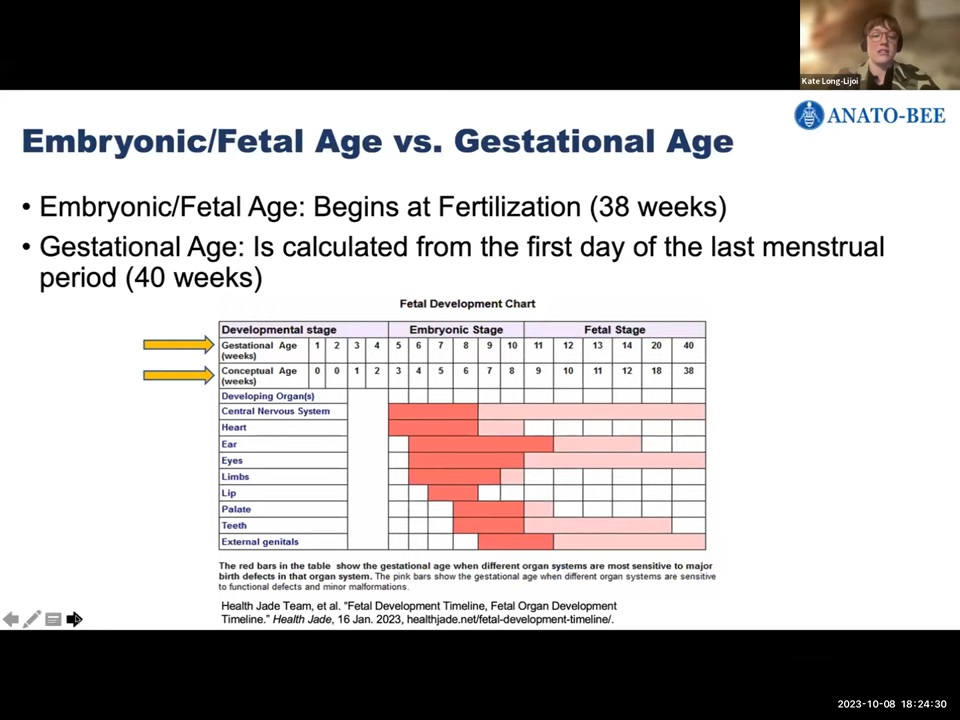 Kate Long-Lijoi
ANATO-BEE
Embryonic/Fetal Age vs. Gestational Age
• Embryonic/Fetal Age: Begins at Fertilization (38 weeks)
• Gestational Age: Is calculated from the first day of the last menstrual
period (40 weeks)
Fetal Development Chart
Developmental stage Embryonic Stage Fetal Stage
Gestational Age (weeks) 1 2 3 4 5 6 7 8 9 10 11 12 13 14 20 40
Conceptual Age (weeks) 0 0 1 2 3 4 5 6 7 8 9 10 11 12 18 38
Developing Organ(s)
Central Nervous System
Heart
Ear
Eyes
Limbs
Lip
Palate
Teeth
External genitals
The red bars in the table show the gestational age when different organ systems are most sensitive to major
birth defects in that organ system. The pink bars show the gestational age when different organ systems are sensitive
to functional defects and minor malformations.
Health Jade Team, et al. “Fetal Development Timeline, Fetal Organ Development
Timeline.” Health Jade, 16 Jan. 2023, healthjade.net/fetal-development-timeline/.
2023-10-08 18:24:30